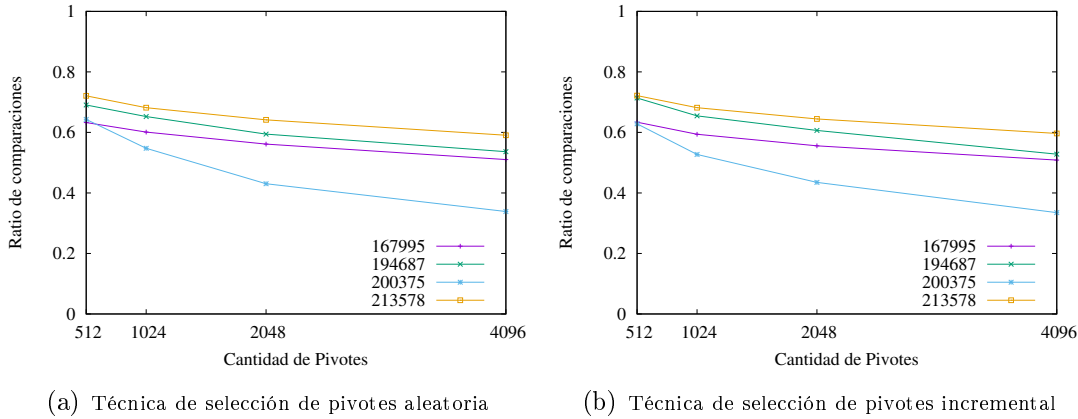 1
0.8
0.6
0.4
0.2
0
Ratio de comparaciones
167995
194687
200375
213578
512 1024 2048 4096
Cantidad de Pivotes
(a) Técnica de selección de pivotes aleatoria
1
0.8
0.6
0.4
0.2
0
Ratio de comparaciones
167995
194687
200375
213578
512 1024 2048 4096
Cantidad de Pivotes
(b) Técnica de selección de pivotes incremental